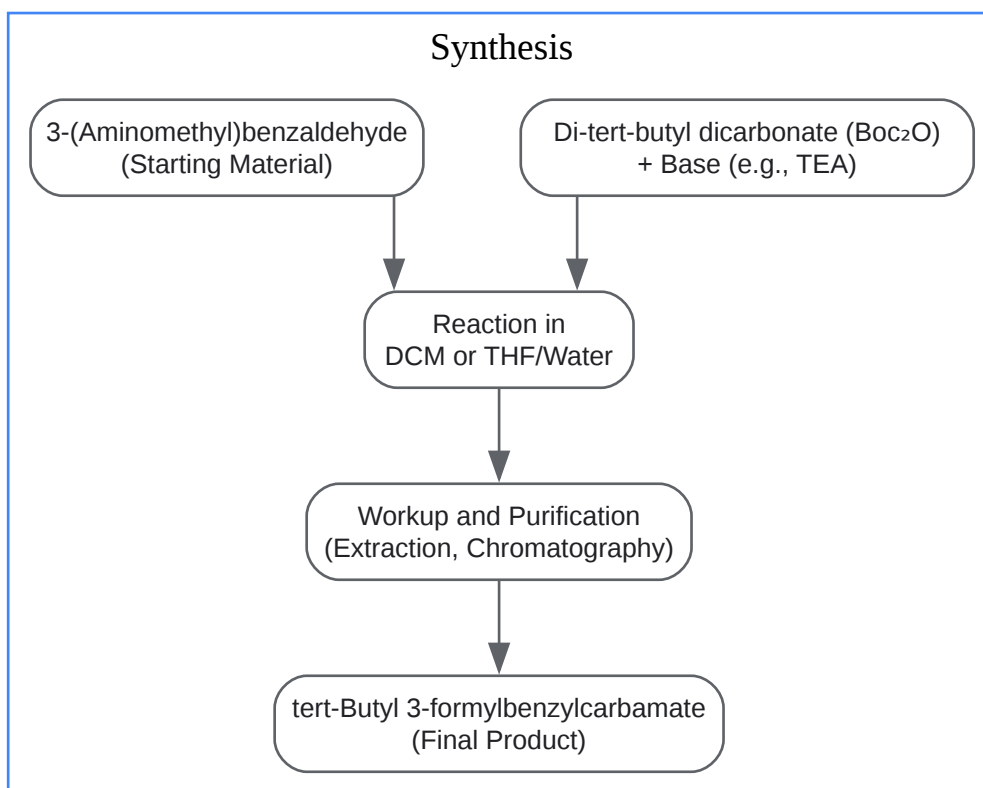 Synthesis
3-(Aminomethyl)benzaldehyde
(Starting Material)
Di-tert-butyl dicarbonate (Boc₂O)
+ Base (e.g., TEA)
Reaction in
DCM or THF/Water
Workup and Purification
(Extraction, Chromatography)
tert-Butyl 3-formylbenzylcarbamate
(Final Product)